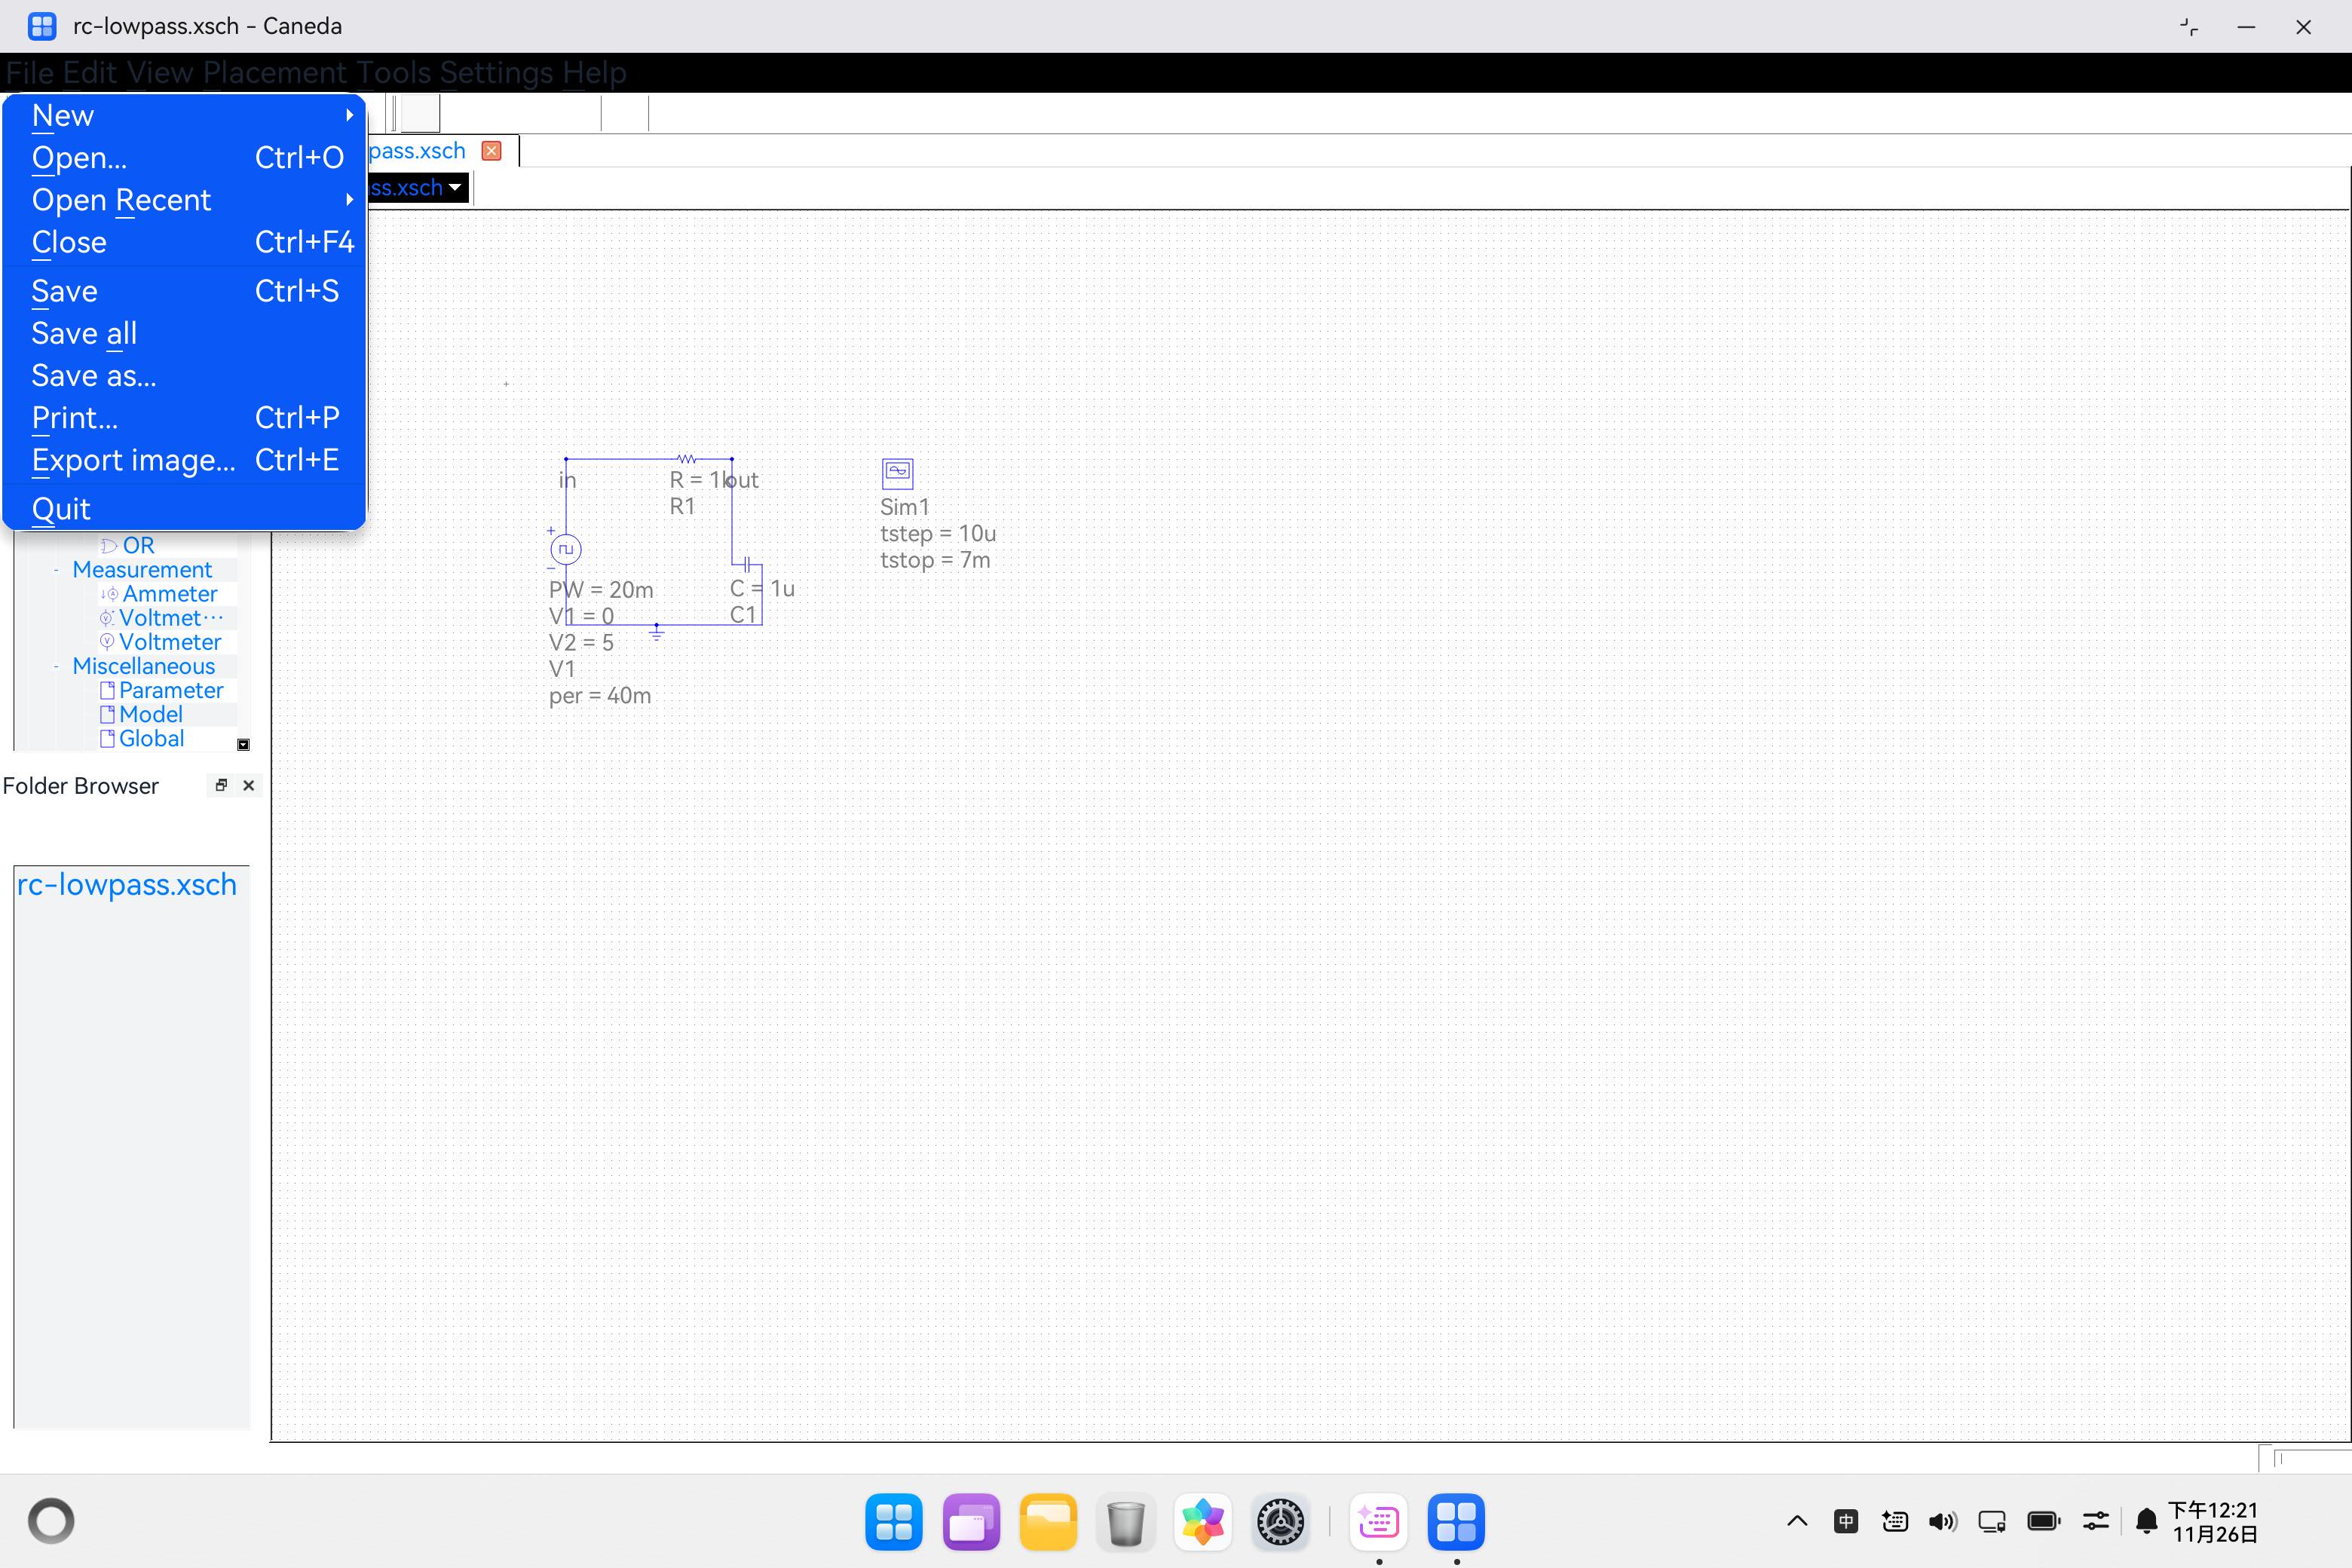 rc-lowpass.xsch - Caneda
File Edit View Placement Tools Settings Help
New
Open... Ctrl+O
Open Recent
Close Ctrl+F4
Save Ctrl+S
Save all
Save as...
Print... Ctrl+P
Export image... Ctrl+E
Quit
pass.xsch
ss.xsch
OR
Measurement
Ammeter
Voltmet···
Voltmeter
Miscellaneous
Parameter
Model
Global
Folder Browser
rc-lowpass.xsch
in
R = 1k
out
R1
PW = 20m
V1 = 0
V2 = 5
V1
per = 40m
C = 1u
C1
Sim1
tstep = 10u
tstop = 7m
中
下午12:21
11月26日